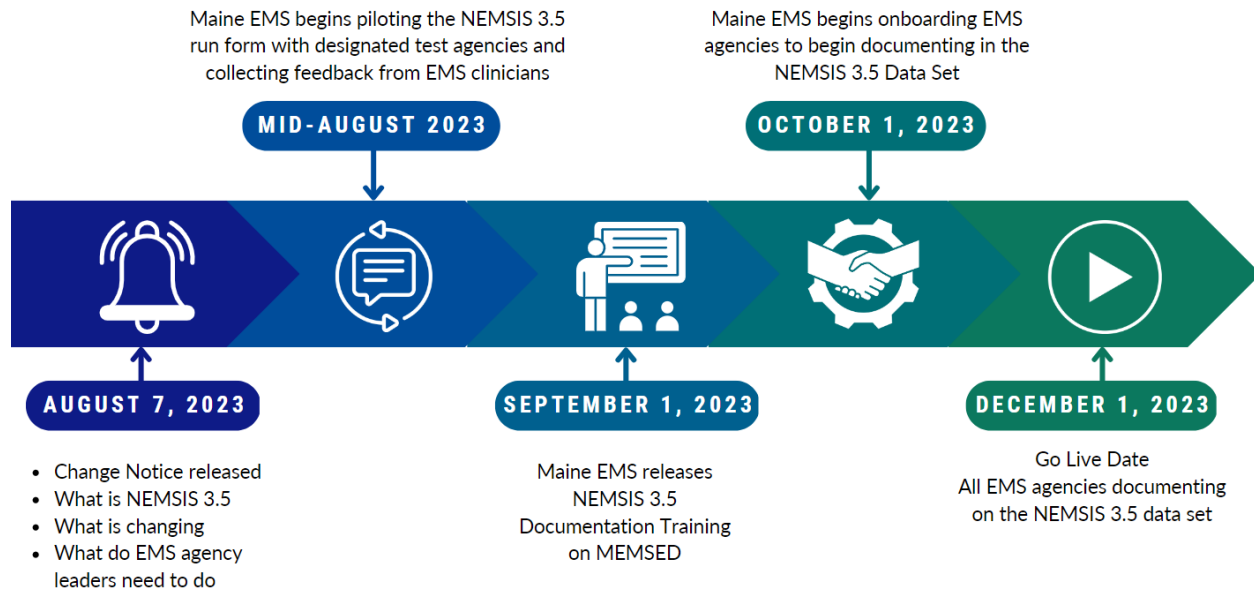 Maine EMS begins piloting the NEMSIS 3.5
run form with designated test agencies and
collecting feedback from EMS clinicians
MID-AUGUST 2023
Maine EMS begins onboarding EMS
agencies to begin documenting in the
NEMSIS 3.5 Data Set
OCTOBER 1, 2023
AUGUST 7, 2023
• Change Notice released
• What is NEMSIS 3.5
• What is changing
• What do EMS agency
leaders need to do
SEPTEMBER 1, 2023
Maine EMS releases
NEMSIS 3.5
Documentation Training
on MEMSED
DECEMBER 1, 2023
Go Live Date
All EMS agencies documenting
on the NEMSIS 3.5 data set